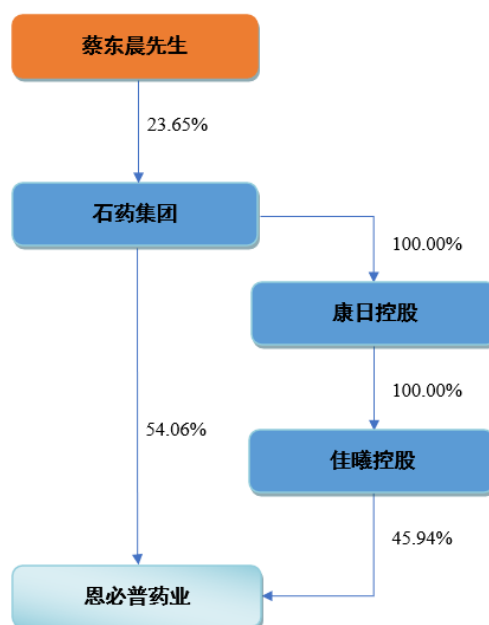 蔡东晨先生
23.65%
石药集团
100.00%
康日控股
100.00%
54.06%
佳曦控股
45.94%
恩必普药业